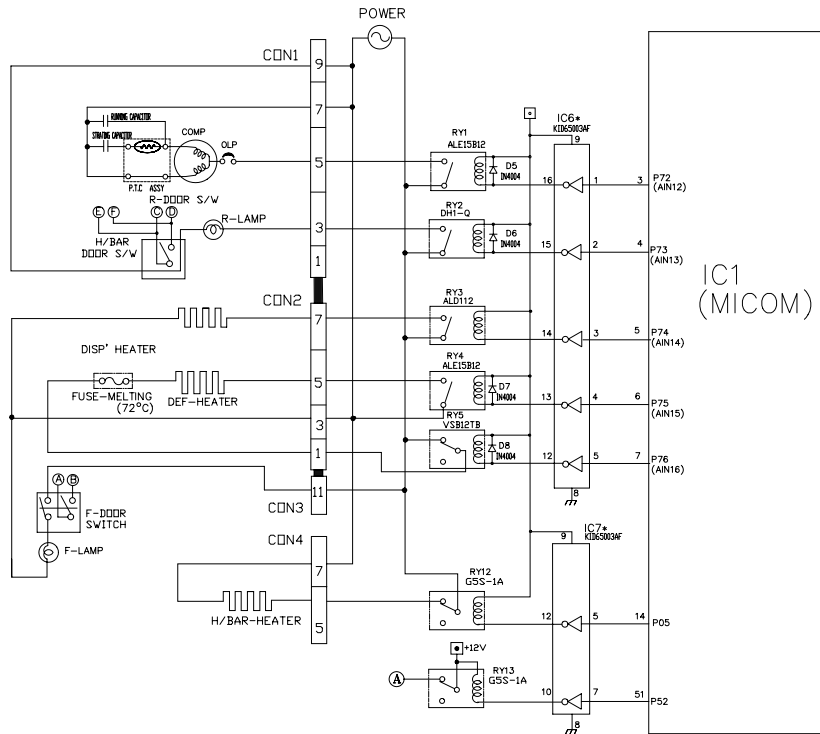 POWER
CON1
9
7
RUNNING CAPACITOR
STRATING CAPACITOR
COMP
OLP
5
P.T.C ASSY
R-DOOR S/W
E F C D
R-LAMP
3
H/BAR
DOOR S/W
1
CON2
7
DISP' HEATER
5
FUSE-MELTING
(72°C)
DEF-HEATER
3
1
A B
11
F-DOOR
SWITCH
CON3
F-LAMP
CON4
7
H/BAR-HEATER
5
RY1
ALE15B12
D5
IN4004
RY2
DH1-Q
D6
IN4004
RY3
ALD112
RY4
ALE15B12
D7
IN4004
RY5
VSB12TB
D8
IN4004
RY12
G5S-1A
+12V
A
RY13
G5S-1A
IC6*
KID65003AF
9
16 1 3 P72
(AIN12)
15 2 4 P73
(AIN13)
14 3 5 P74
(AIN14)
13 4 6 P75
(AIN15)
12 5 7 P76
(AIN16)
8
IC7*
KID65003AF
9
12 5 14 P05
10 7 51 P52
8
IC1
(MICOM)